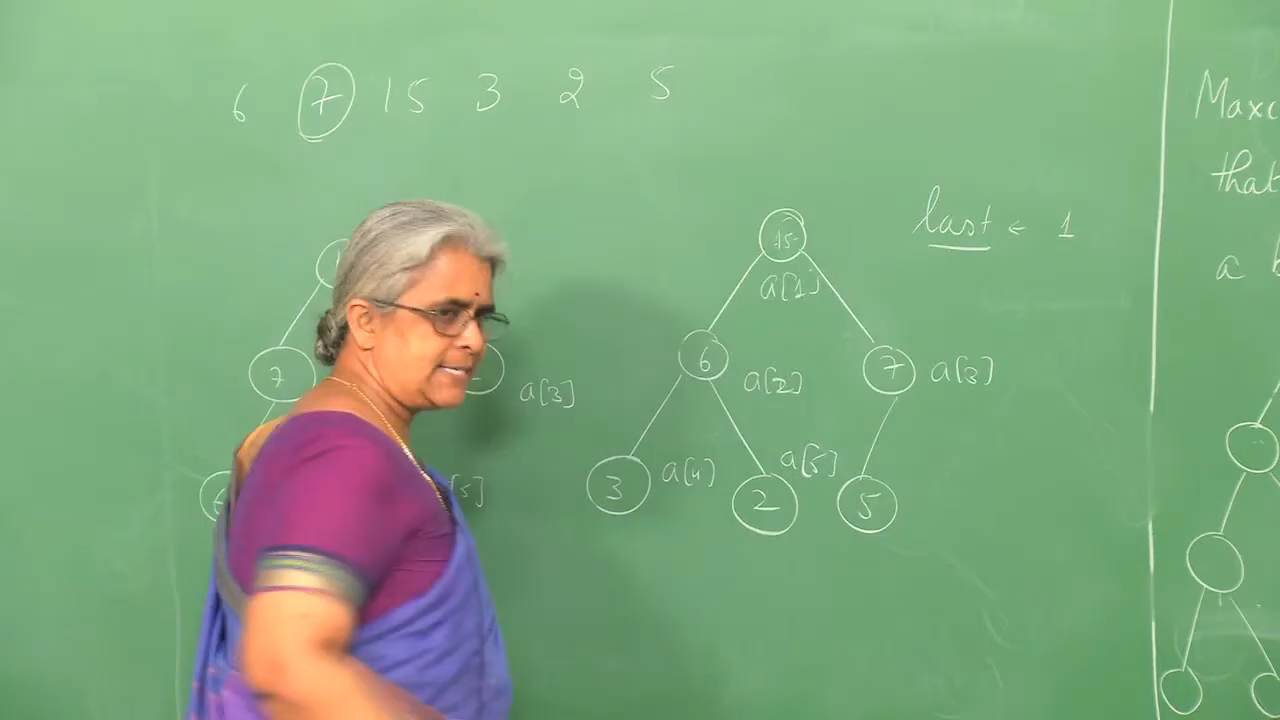 6 7 15 3 2 5
Maxc
that
last ← 1
a
15
a[1]
7
a[3]
6
a[2]
7
a[3]
3
a[4]
2
a[5]
5